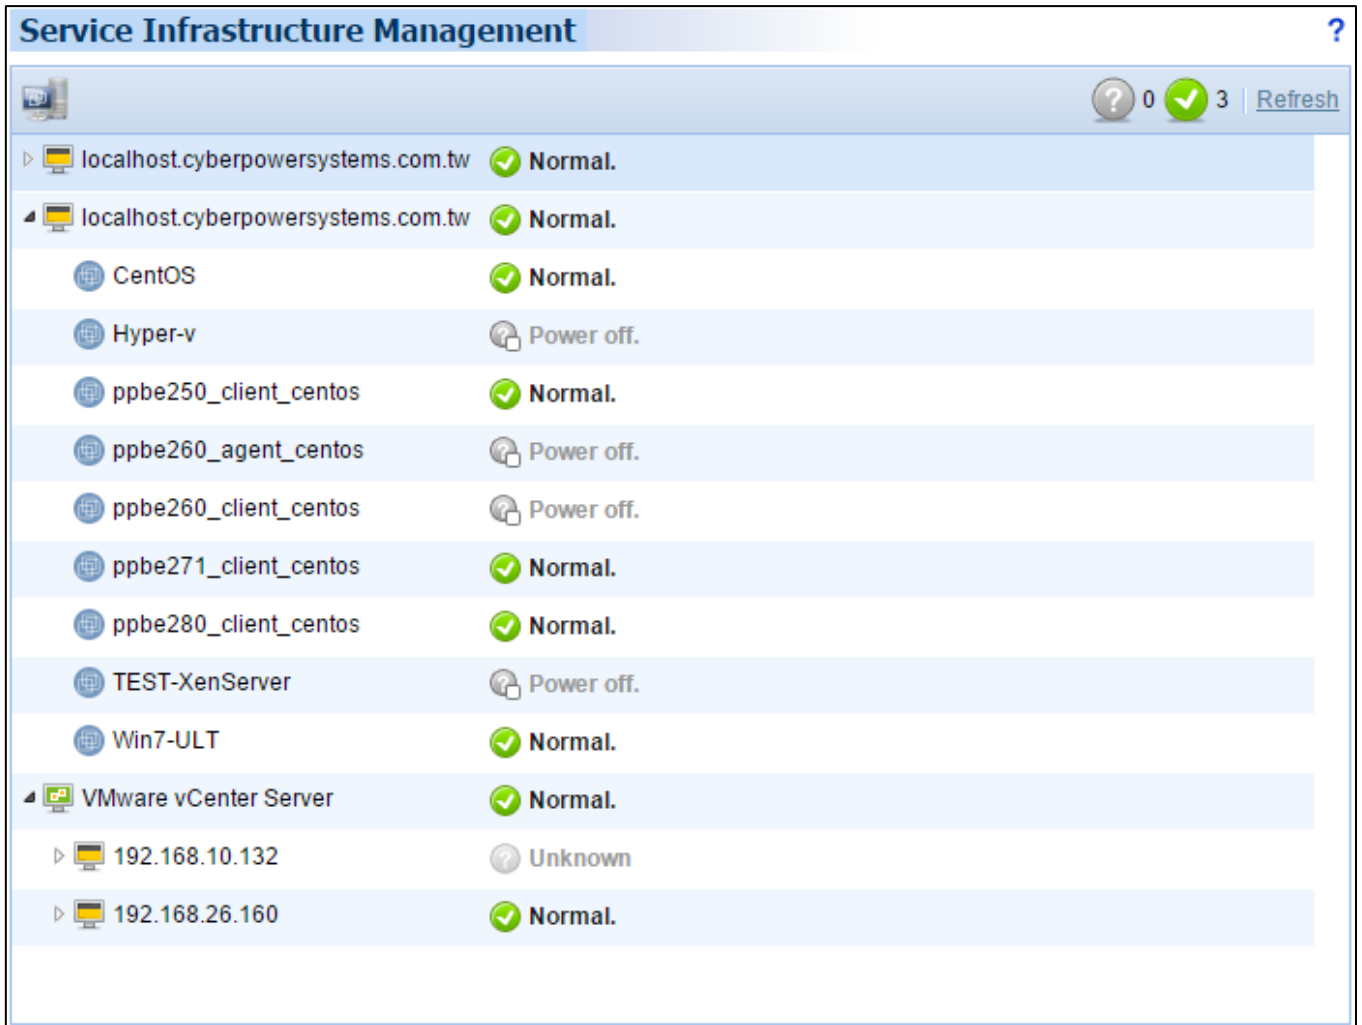 Service Infrastructure Management ?
0 3 Refresh
localhost.cyberpowersystems.com.tw Normal.
localhost.cyberpowersystems.com.tw Normal.
CentOS Normal.
Hyper-v Power off.
ppbe250_client_centos Normal.
ppbe260_agent_centos Power off.
ppbe260_client_centos Power off.
ppbe271_client_centos Normal.
ppbe280_client_centos Normal.
TEST-XenServer Power off.
Win7-ULT Normal.
VMware vCenter Server Normal.
192.168.10.132 Unknown
192.168.26.160 Normal.